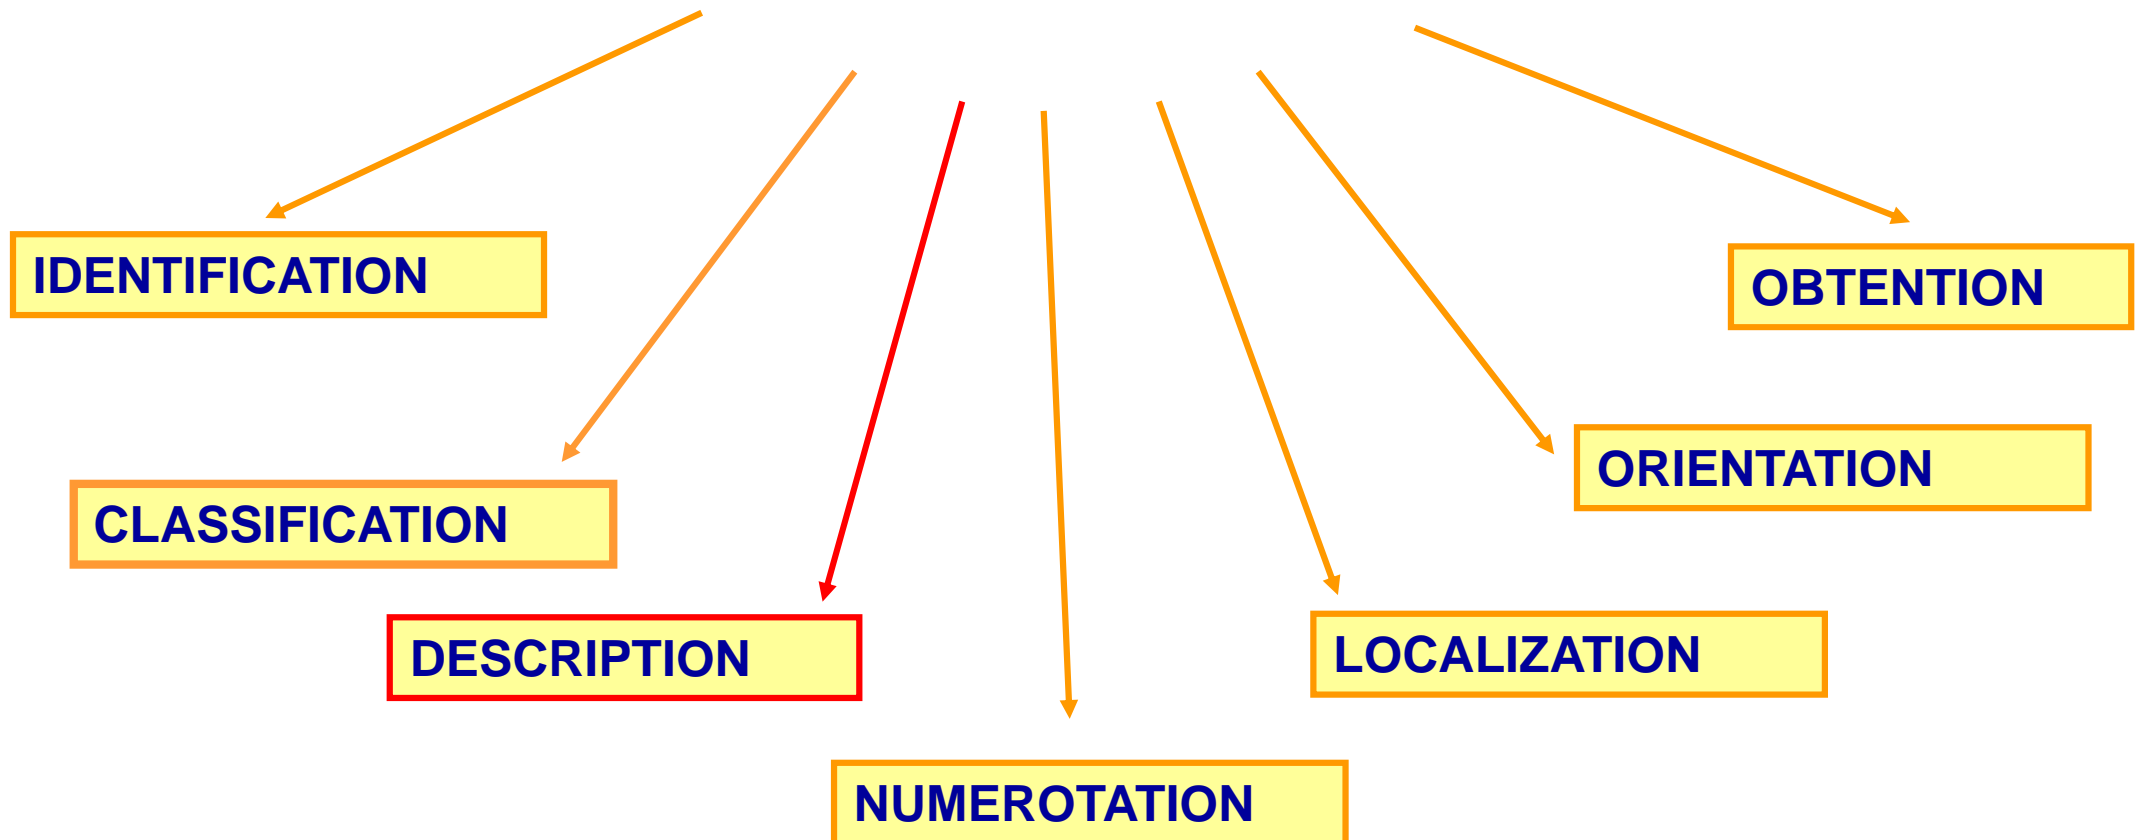 IDENTIFICATION
OBTENTION
ORIENTATION
CLASSIFICATION
DESCRIPTION
LOCALIZATION
NUMEROTATION